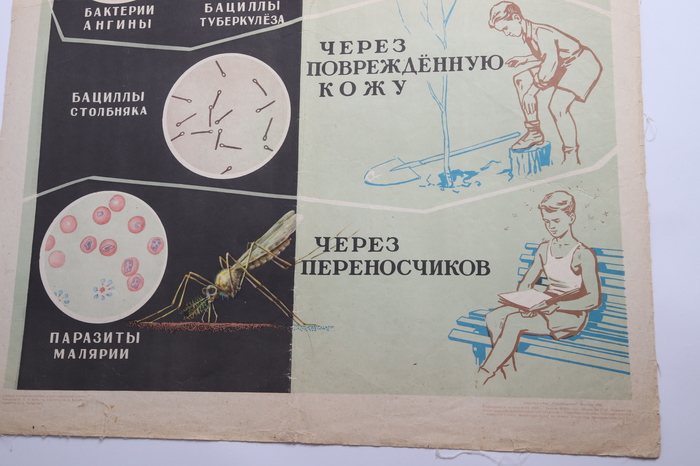 БАКТЕРИИ
АНГИНЫ
БАЦИЛЛЫ
ТУБЕРКУЛЁЗА
ЧЕРЕЗ
ПОВРЕЖДЁННУЮ
КОЖУ
БАЦИЛЛЫ
СТОЛБНЯКА
ЧЕРЕЗ
ПЕРЕНОСЧИКОВ
ПАРАЗИТЫ
МАЛЯРИИ